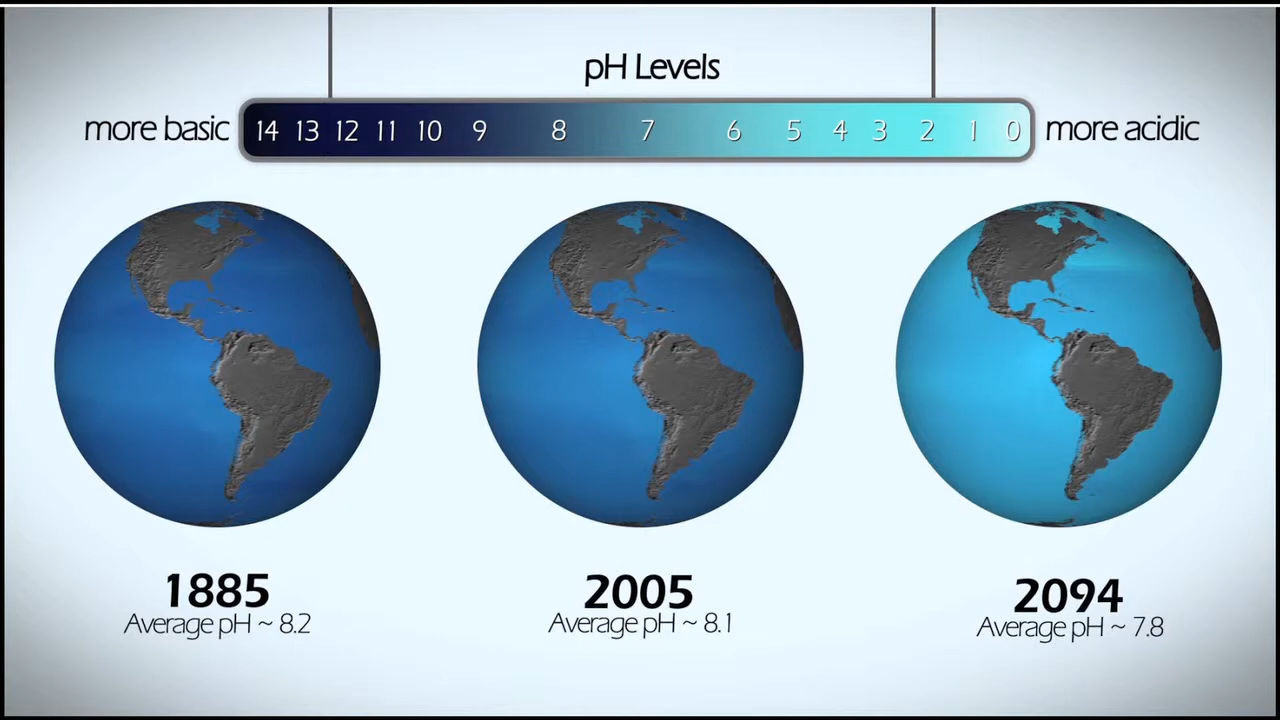 pH Levels
more basic 14 13 12 11 10 9 8 7 6 5 4 3 2 1 0 more acidic
1885 2005 2094
Average pH ~ 8.2 Average pH ~ 8.1 Average pH ~ 7.8